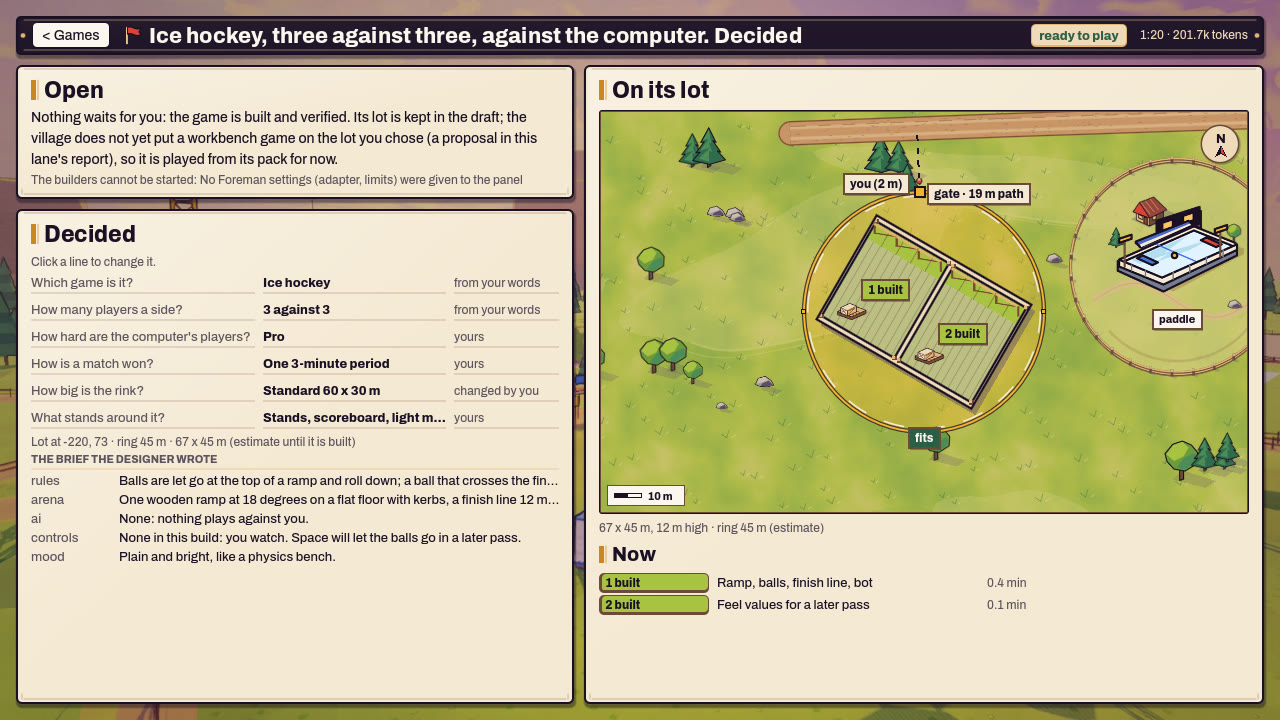 < Games
Ice hockey, three against three, against the computer. Decided
ready to play
1:20 · 201.7k tokens
Open
Nothing waits for you: the game is built and verified. Its lot is kept in the draft; the
village does not yet put a workbench game on the lot you chose (a proposal in this
lane's report), so it is played from its pack for now.
The builders cannot be started: No Foreman settings (adapter, limits) were given to the panel
Decided
Click a line to change it.
Which game is it? Ice hockey from your words
How many players a side? 3 against 3 from your words
How hard are the computer's players? Pro yours
How is a match won? One 3-minute period yours
How big is the rink? Standard 60 x 30 m changed by you
What stands around it? Stands, scoreboard, light m... yours
Lot at -220, 73 · ring 45 m · 67 x 45 m (estimate until it is built)
THE BRIEF THE DESIGNER WROTE
rules Balls are let go at the top of a ramp and roll down; a ball that crosses the fin...
arena One wooden ramp at 18 degrees on a flat floor with kerbs, a finish line 12 m...
ai None: nothing plays against you.
controls None in this build: you watch. Space will let the balls go in a later pass.
mood Plain and bright, like a physics bench.
On its lot
N
you (2 m)
gate · 19 m path
1 built
2 built
paddle
fits
10 m
67 x 45 m, 12 m high · ring 45 m (estimate)
Now
1 built Ramp, balls, finish line, bot 0.4 min
2 built Feel values for a later pass 0.1 min